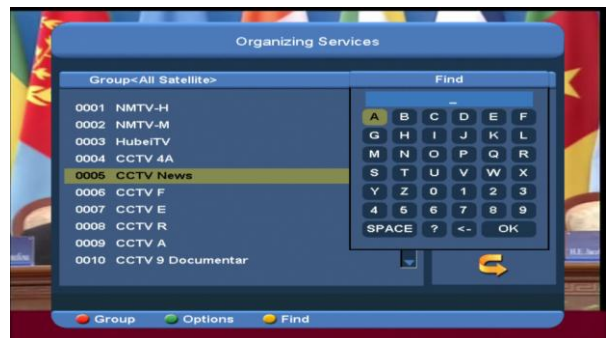 Organizing Services
Group<All Satellite>
Find
0001 NMTV-H
0002 NMTV-M
0003 HubeiTV
0004 CCTV 4A
0005 CCTV News
0006 CCTV F
0007 CCTV E
0008 CCTV R
0009 CCTV A
0010 CCTV 9 Documentar
_
A B C D E F
G H I J K L
M N O P Q R
S T U V W X
Y Z 0 1 2 3
4 5 6 7 8 9
SPACE ? <- OK
Group Options Find